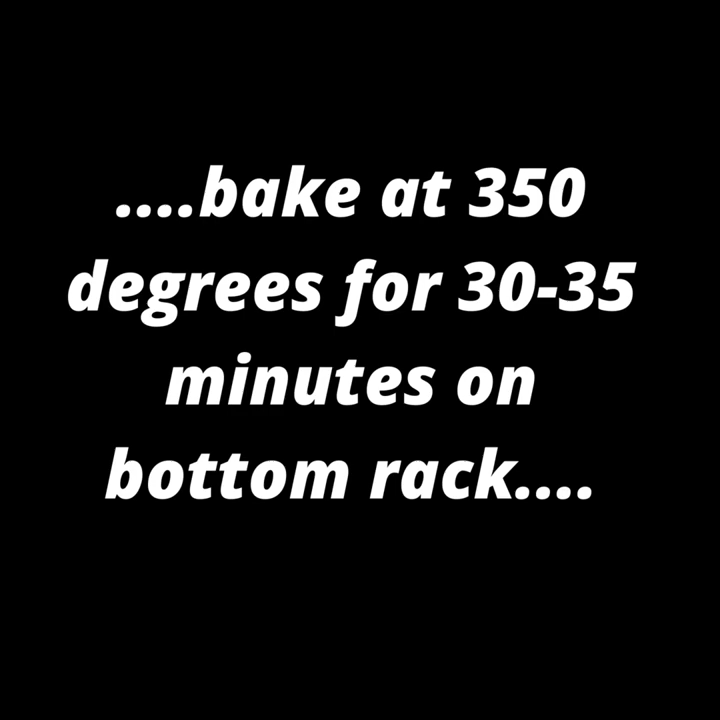 ....bake at 350
degrees for 30-35
minutes on
bottom rack....